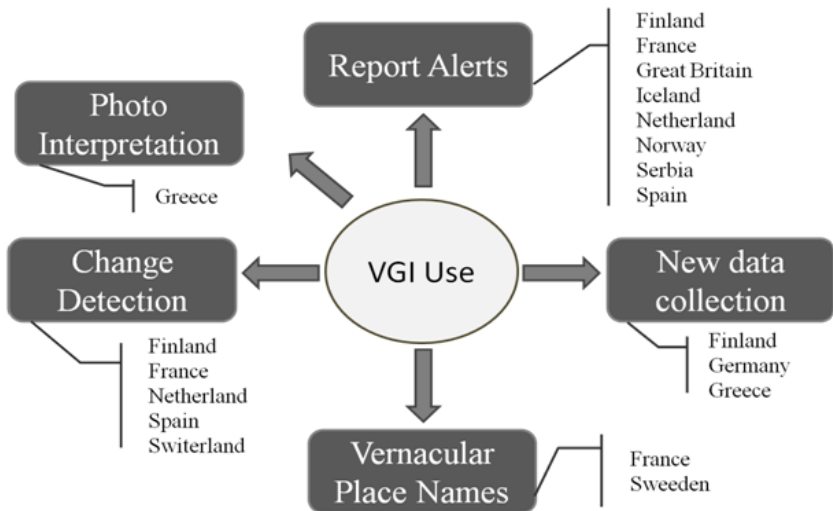 Report Alerts
Finland
France
Great Britain
Iceland
Netherland
Norway
Serbia
Spain
Photo
Interpretation
Greece
VGI Use
Change
Detection
Finland
France
Netherland
Spain
Switerland
New data
collection
Finland
Germany
Greece
Vernacular
Place Names
France
Sweeden